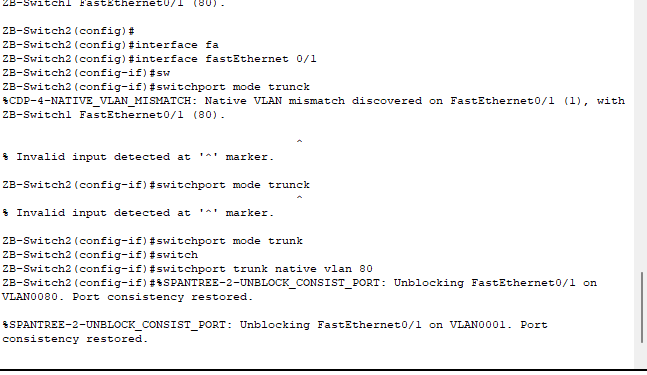 ZB-Switch1 FastEthernet0/1 (80).
ZB-Switch2(config)#
ZB-Switch2(config)#interface fa
ZB-Switch2(config)#interface fastEthernet 0/1
ZB-Switch2(config-if)#sw
ZB-Switch2(config-if)#switchport mode trunck
%CDP-4-NATIVE_VLAN_MISMATCH: Native VLAN mismatch discovered on FastEthernet0/1 (1), with
ZB-Switch1 FastEthernet0/1 (80).
^
% Invalid input detected at '^' marker.
ZB-Switch2(config-if)#switchport mode trunck
^
% Invalid input detected at '^' marker.
ZB-Switch2(config-if)#switchport mode trunk
ZB-Switch2(config-if)#switch
ZB-Switch2(config-if)#switchport trunk native vlan 80
ZB-Switch2(config-if)#%SPANTREE-2-UNBLOCK_CONSIST_PORT: Unblocking FastEthernet0/1 on
VLAN0080. Port consistency restored.
%SPANTREE-2-UNBLOCK_CONSIST_PORT: Unblocking FastEthernet0/1 on VLAN0001. Port
consistency restored.